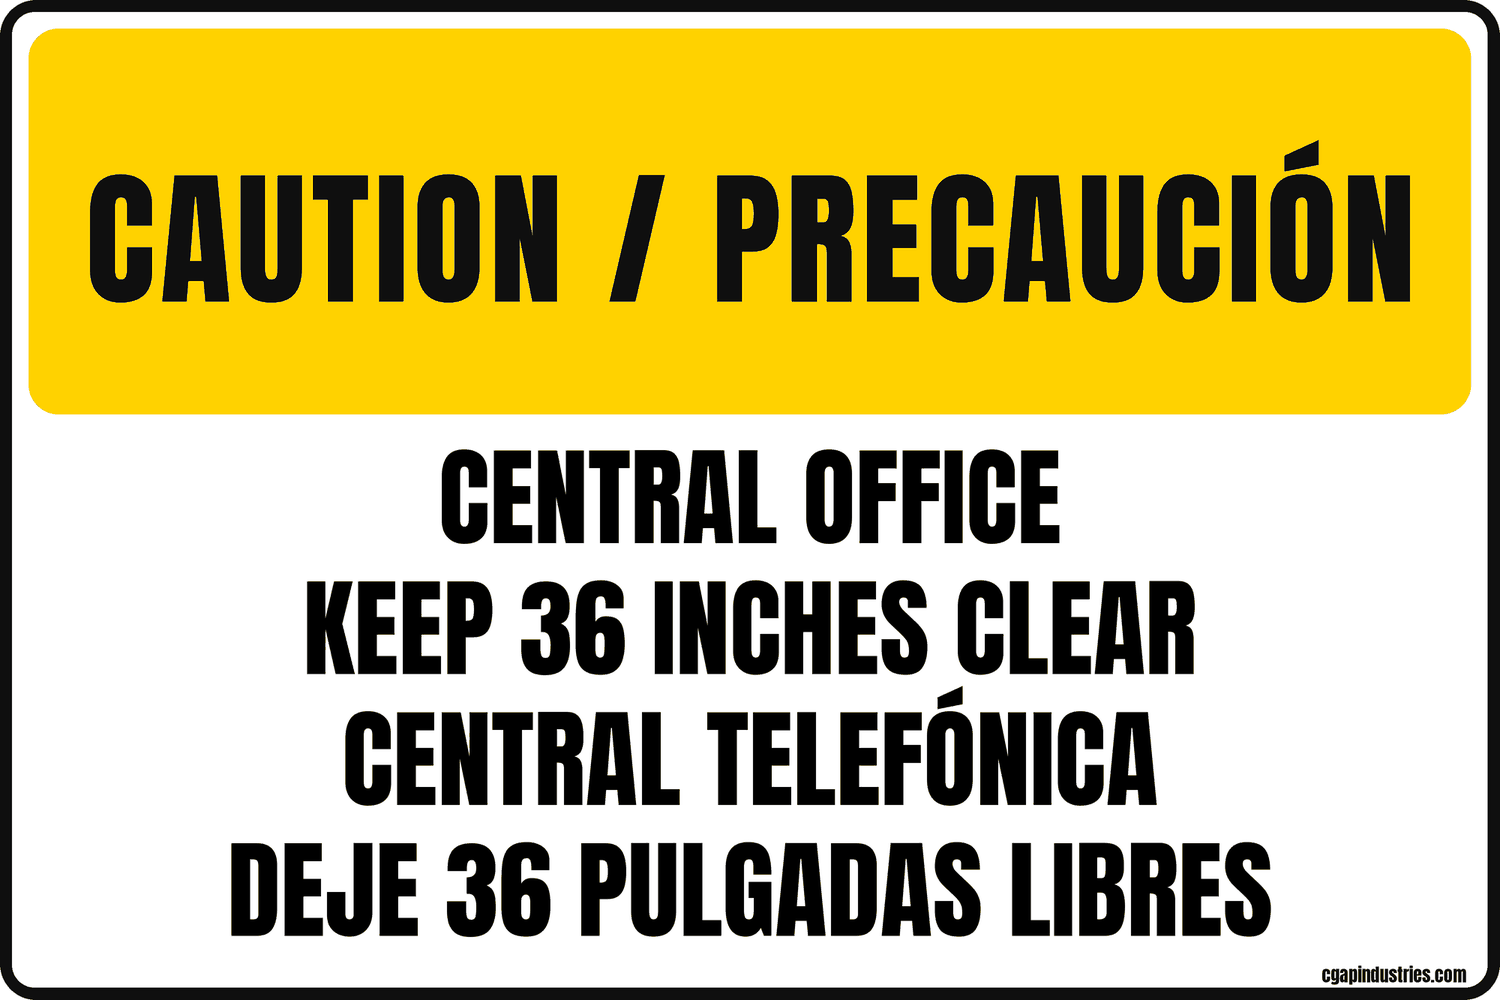 CAUTION / PRECAUCIÓN
CENTRAL OFFICE
KEEP 36 INCHES CLEAR
CENTRAL TELEFÓNICA
DEJE 36 PULGADAS LIBRES
cgapindustries.com